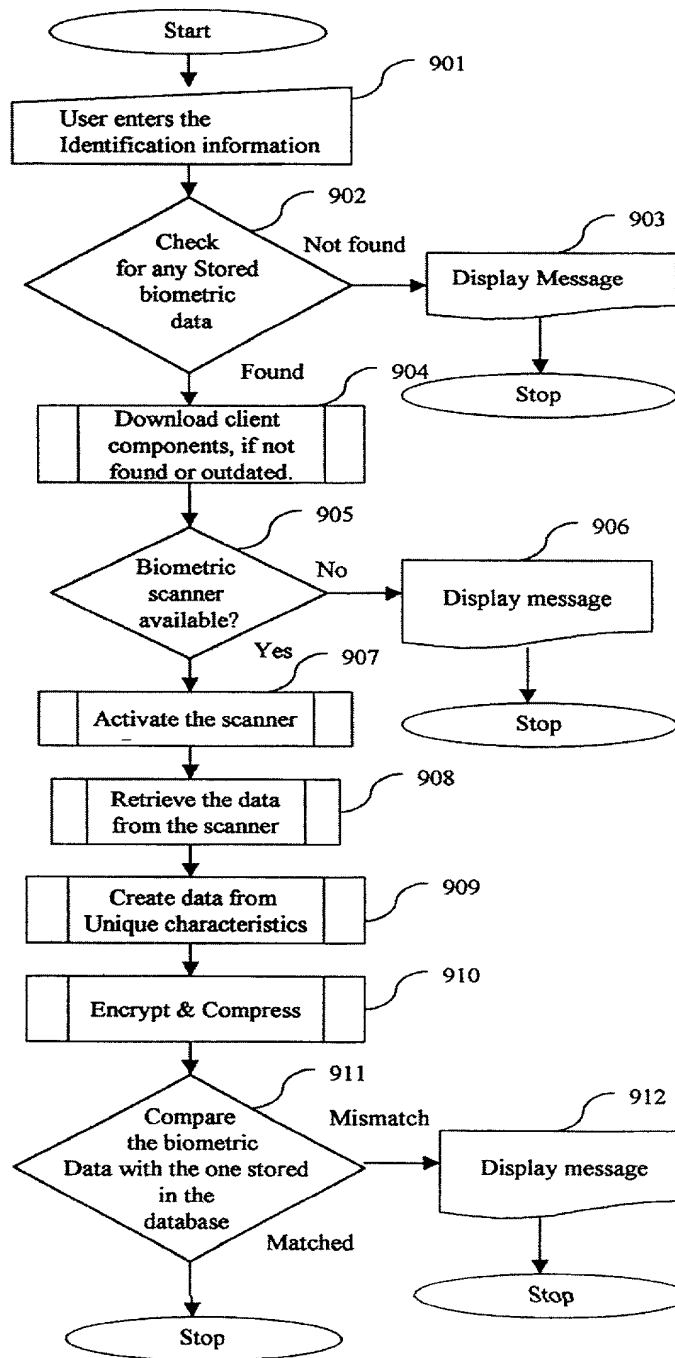 Start
901
User enters the
Identification information
902
Check
for any Stored
biometric
data
Not found
903
Display Message
Stop
Found
904
Download client
components, if not
found or outdated.
905
Biometric
scanner
available?
No
906
Display message
Stop
Yes
907
Activate the scanner
908
Retrieve the data
from the scanner
909
Create data from
Unique characteristics
910
Encrypt & Compress
911
Compare
the biometric
Data with the one stored
in the
database
Mismatch
912
Display message
Stop
Matched
Stop